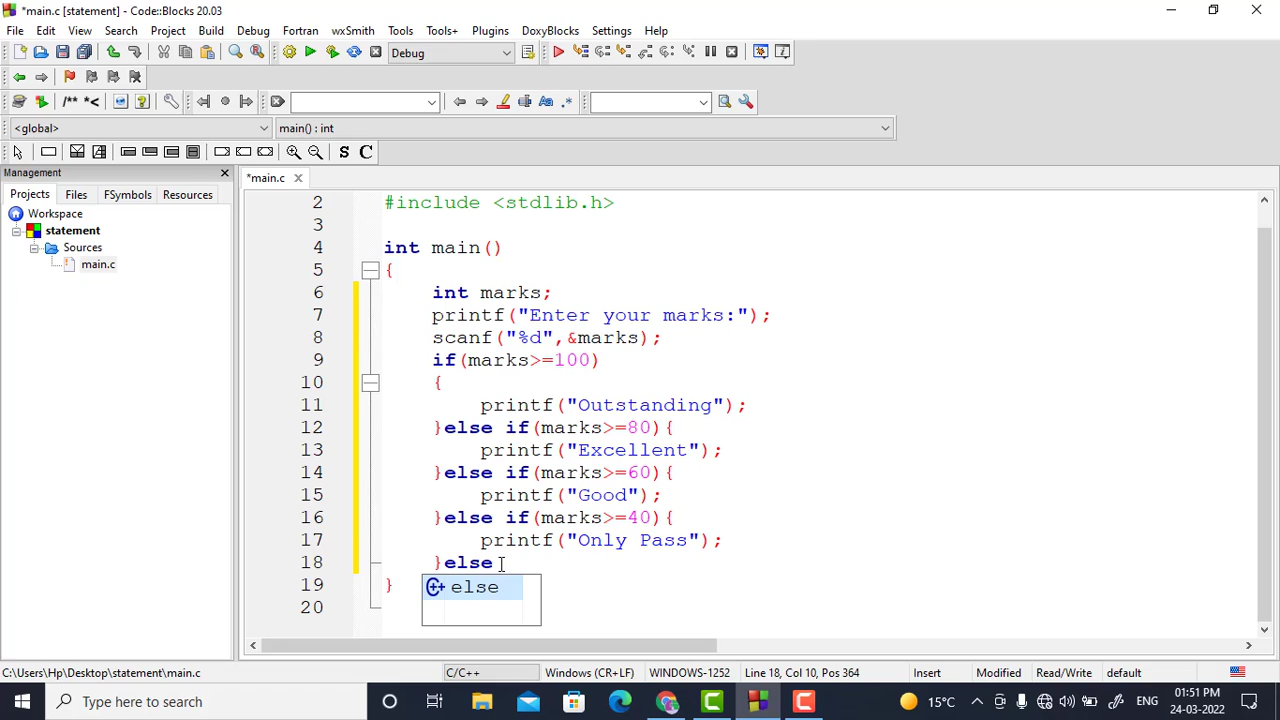 *main.c [statement] - Code::Blocks 20.03
File Edit View Search Project Build Debug Fortran wxSmith Tools Tools+ Plugins DoxyBlocks Settings Help
Debug
/** *<
<global>
main() : int
S C
Management
Projects Files FSymbols Resources
Workspace
statement
Sources
main.c
*main.c
2 #include <stdlib.h>
3
4 int main()
5 {
6 int marks;
7 printf("Enter your marks:");
8 scanf("%d",&marks);
9 if(marks>=100)
10 {
11 printf("Outstanding");
12 }else if(marks>=80){
13 printf("Excellent");
14 }else if(marks>=60){
15 printf("Good");
16 }else if(marks>=40){
17 printf("Only Pass");
18 }else
19 }
else
20
C:\Users\Hp\Desktop\statement\main.c C/C++ Windows (CR+LF) WINDOWS-1252 Line 18, Col 10, Pos 364 Insert Modified Read/Write default
Type here to search
15°C ENG
01:51 PM
24-03-2022